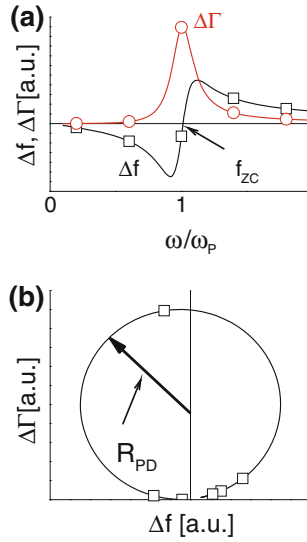 (a)
Δf, ΔΓ[a.u.]
ΔΓ
Δf
f_ZC
0 1
ω/ω_P
(b)
ΔΓ[a.u.]
R_PD
Δf [a.u.]